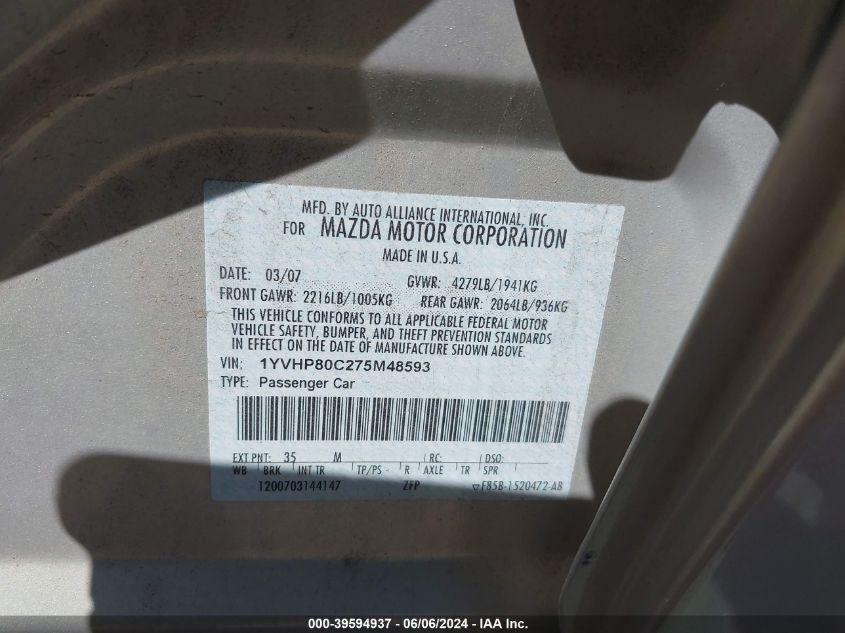 MFD. BY AUTO ALLIANCE INTERNATIONAL, INC.
FOR MAZDA MOTOR CORPORATION
MADE IN U.S.A.
DATE: 03/07 GVWR: 4279LB/1941KG
FRONT GAWR: 2216LB/1005KG REAR GAWR: 2064LB/936KG
THIS VEHICLE CONFORMS TO ALL APPLICABLE FEDERAL MOTOR
VEHICLE SAFETY, BUMPER, AND THEFT PREVENTION STANDARDS
IN EFFECT ON THE DATE OF MANUFACTURE SHOWN ABOVE.
VIN: 1YVHP80C275M48593
TYPE: Passenger Car
EXT PNT: 35 M RC: DSO:
WB BRK INT TR TP/PS R AXLE TR SPR
1200703144147 ZFP ▽F85B-1520472-AB
000-39594937 - 06/06/2024 - IAA Inc.